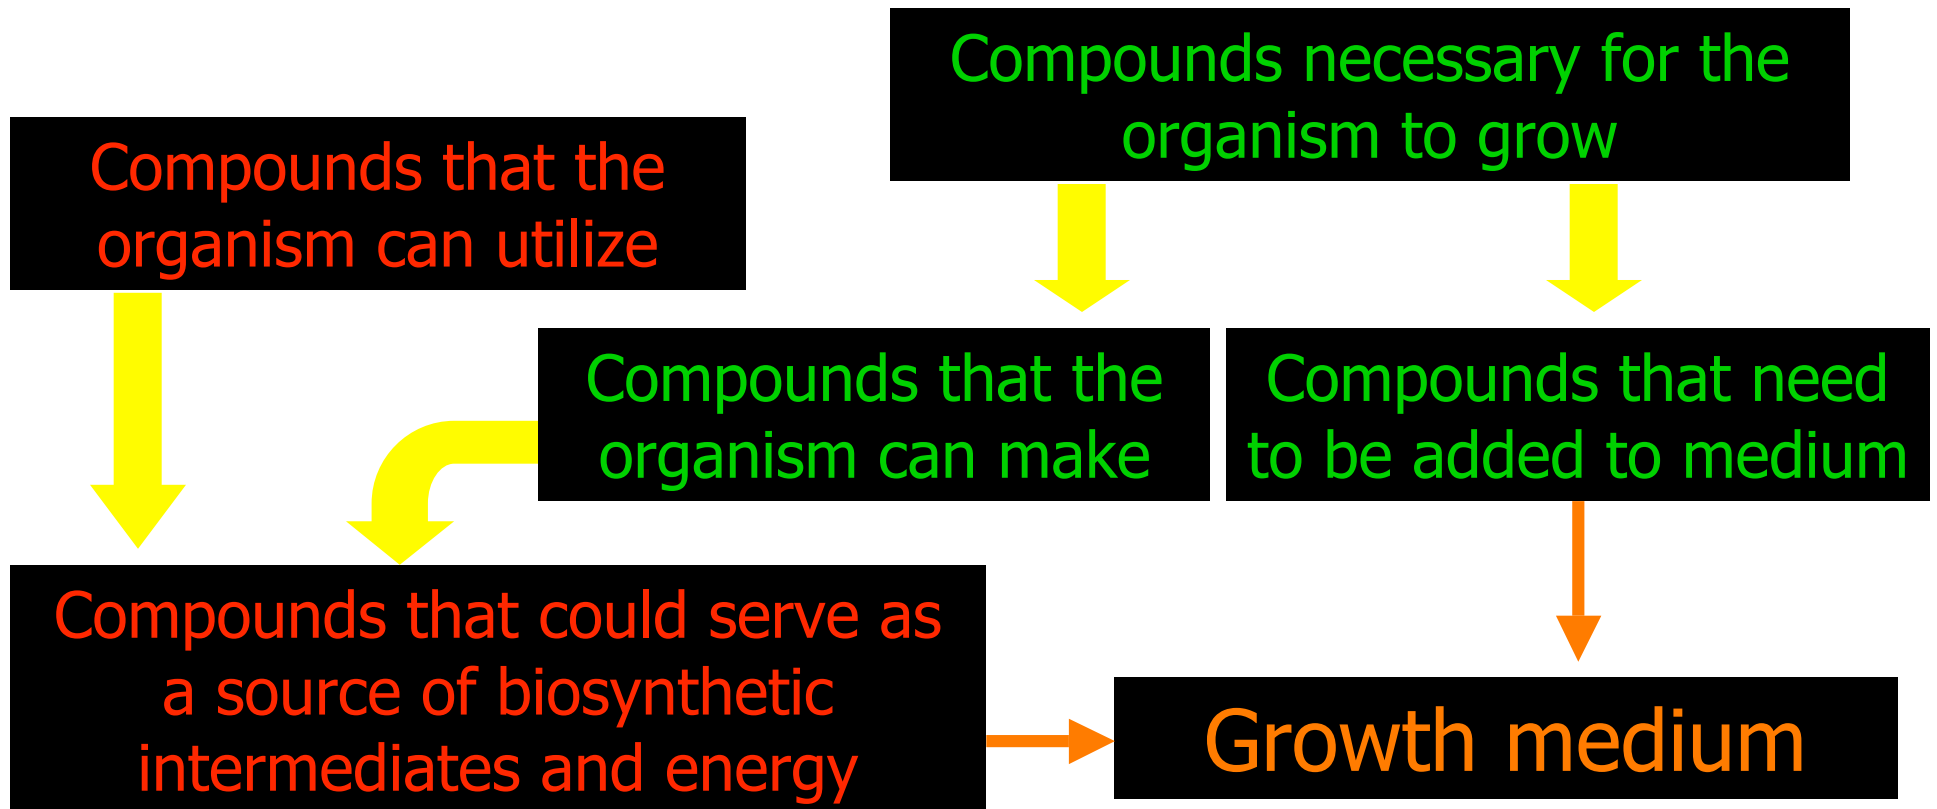 Compounds necessary for the
organism to grow
Compounds that the
organism can utilize
Compounds that the
organism can make
Compounds that need
to be added to medium
Compounds that could serve as
a source of biosynthetic
intermediates and energy
Growth medium